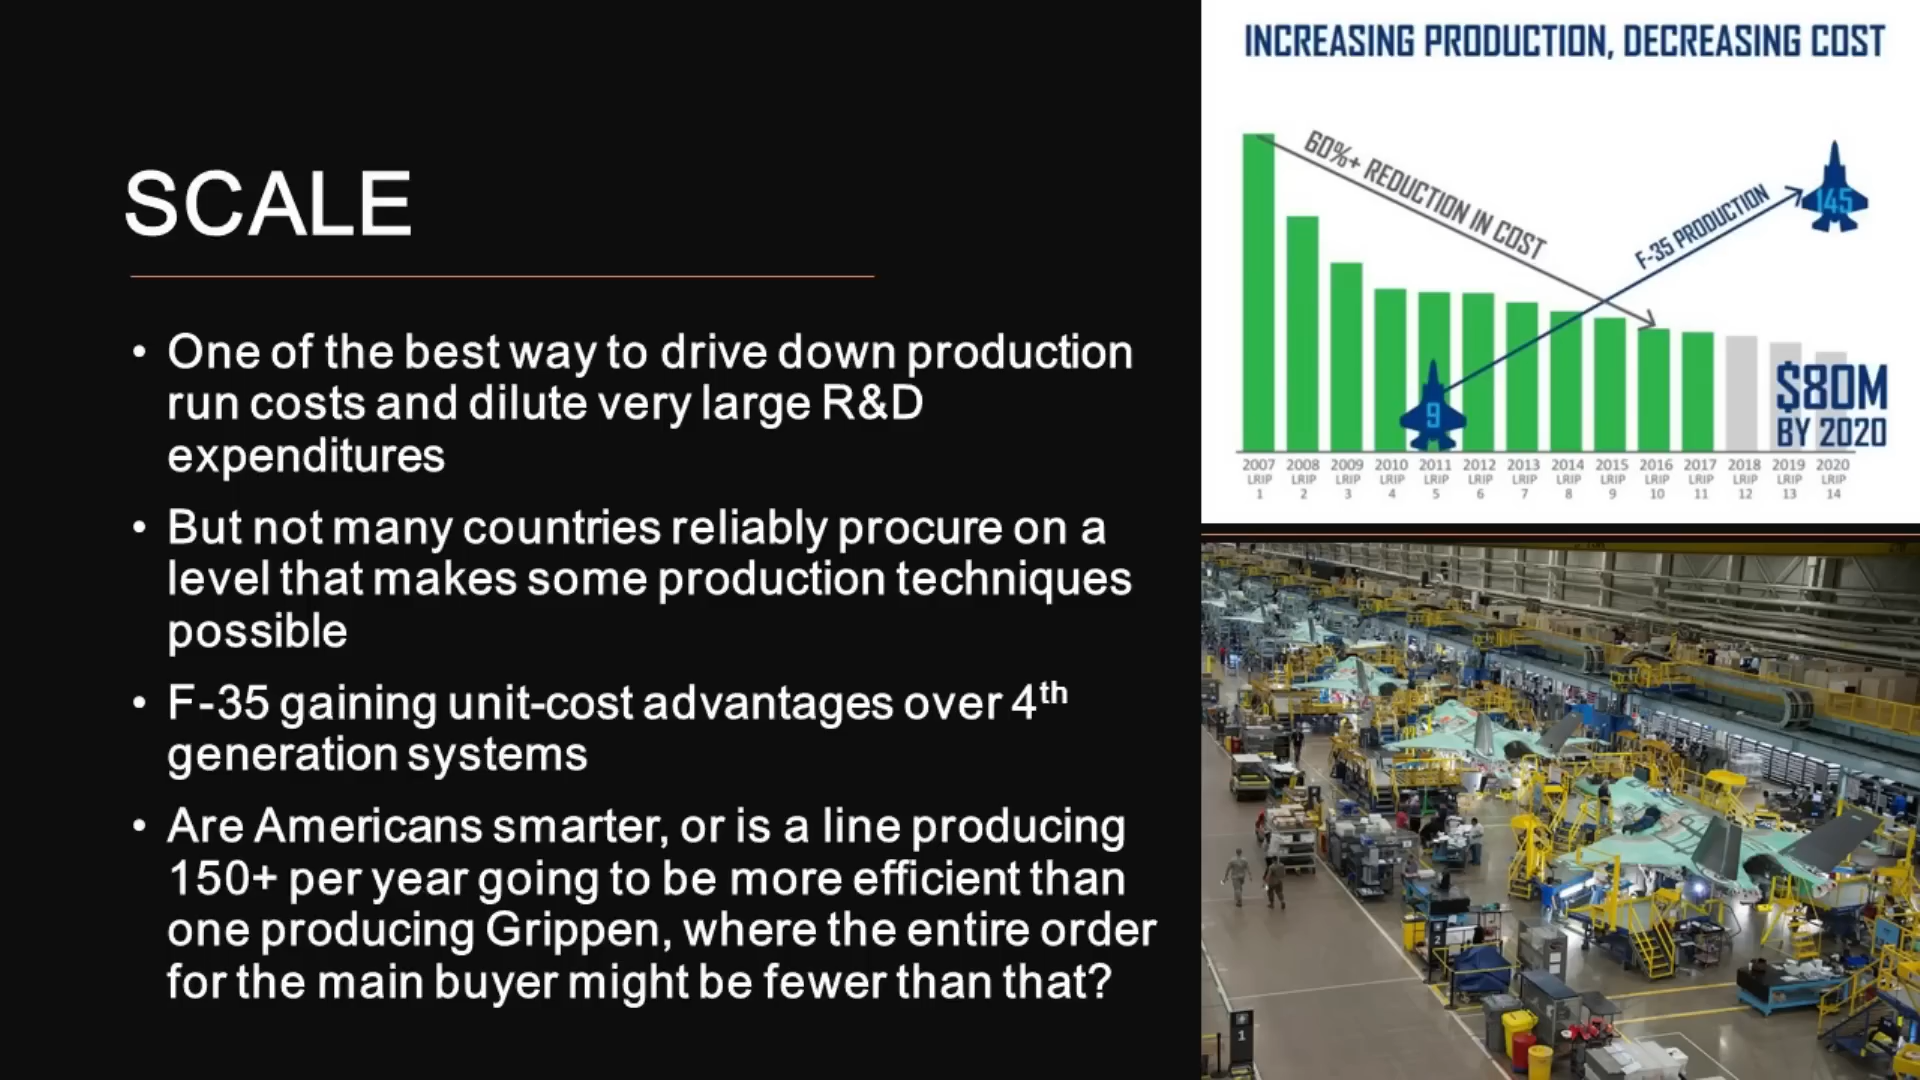 SCALE
• One of the best way to drive down production
run costs and dilute very large R&D
expenditures
• But not many countries reliably procure on a
level that makes some production techniques
possible
• F-35 gaining unit-cost advantages over 4th
generation systems
• Are Americans smarter, or is a line producing
150+ per year going to be more efficient than
one producing Grippen, where the entire order
for the main buyer might be fewer than that?
INCREASING PRODUCTION, DECREASING COST
60%+ REDUCTION IN COST
F-35 PRODUCTION
145
9
$80M
BY 2020
2007 2008 2009 2010 2011 2012 2013 2014 2015 2016 2017 2018 2019 2020
LRIP LRIP LRIP LRIP LRIP LRIP LRIP LRIP LRIP LRIP LRIP LRIP LRIP LRIP
1 2 3 4 5 6 7 8 9 10 11 12 13 14
2
1